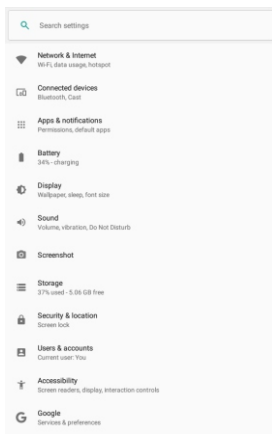 Search settings
Network & Internet
Wi-Fi, data usage, hotspot
Connected devices
Bluetooth, Cast
Apps & notifications
Permissions, default apps
Battery
34% - charging
Display
Wallpaper, sleep, font size
Sound
Volume, vibration, Do Not Disturb
Screenshot
Storage
37% used - 5.06 GB free
Security & location
Screen lock
Users & accounts
Current user: You
Accessibility
Screen readers, display, interaction controls
Google
Services & preferences